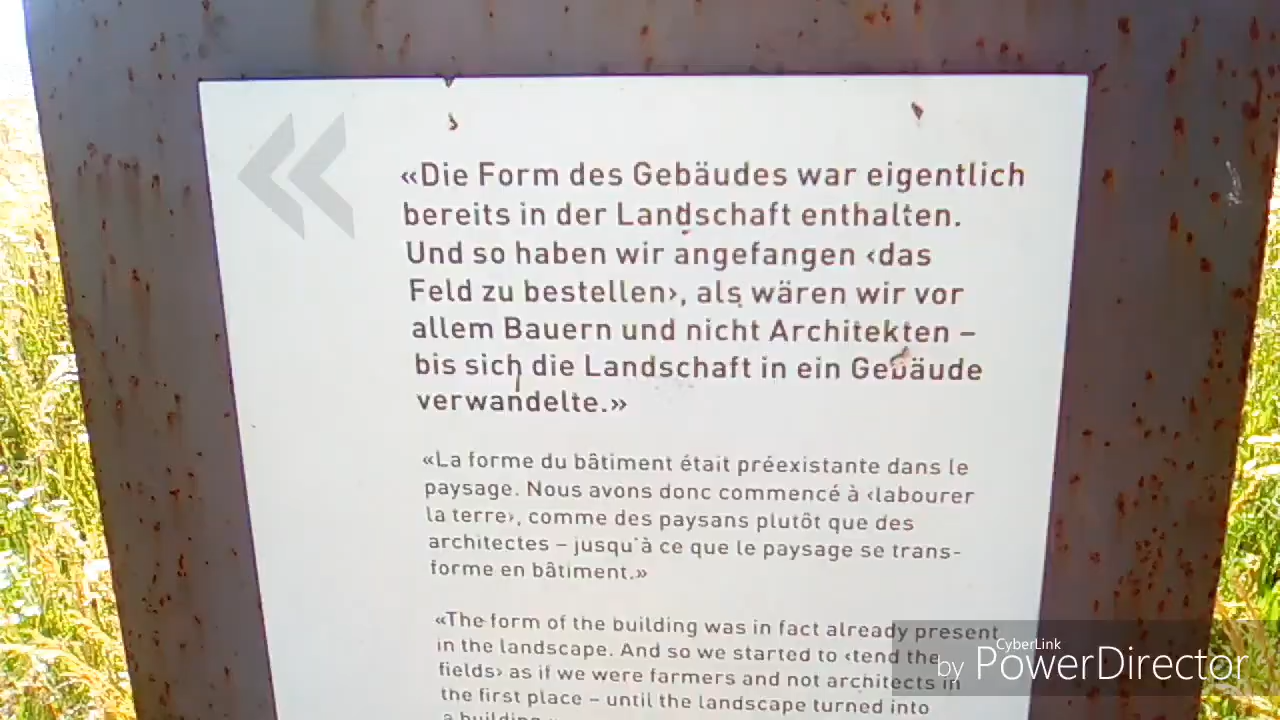 «Die Form des Gebäudes war eigentlich
bereits in der Landschaft enthalten.
Und so haben wir angefangen ‹das
Feld zu bestellen›, als wären wir vor
allem Bauern und nicht Architekten –
bis sich die Landschaft in ein Gebäude
verwandelte.»
«La forme du bâtiment était préexistante dans le
paysage. Nous avons donc commencé à ‹labourer
la terre›, comme des paysans plutôt que des
architectes – jusqu'à ce que le paysage se trans-
forme en bâtiment.»
«The form of the building was in fact already present
in the landscape. And so we started to ‹tend the
fields› as if we were farmers and not architects in
the first place – until the landscape turned into
a building.»
CyberLink
by PowerDirector